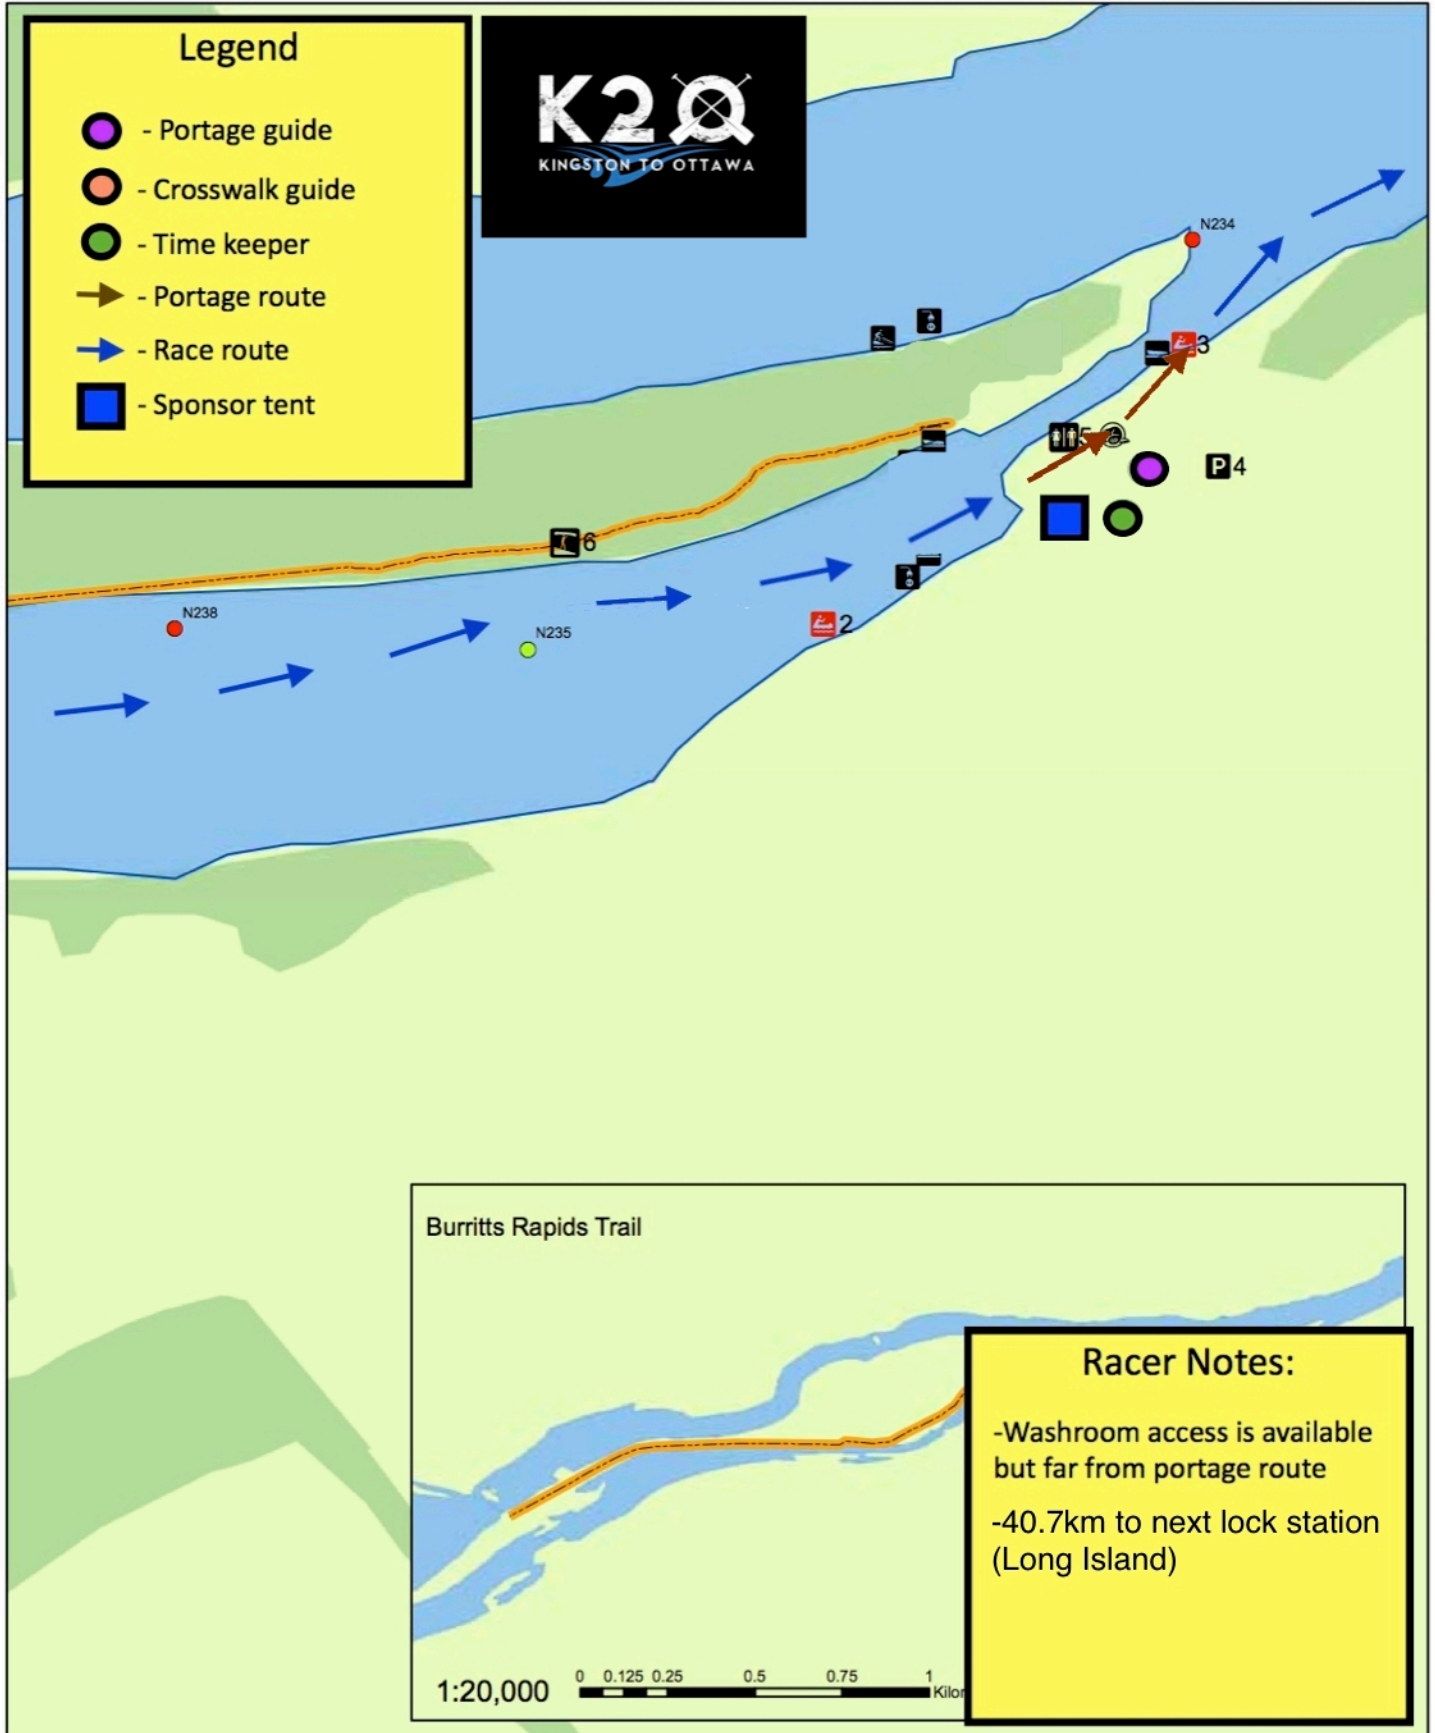 Legend
- Portage guide
- Crosswalk guide
- Time keeper
- Portage route
- Race route
- Sponsor tent
K2O
KINGSTON TO OTTAWA
N234
3
5
P 4
6
N238
N235
2
Burritts Rapids Trail
1:20,000
0 0.125 0.25 0.5 0.75 1
Kilor
Racer Notes:
-Washroom access is available
but far from portage route
-40.7km to next lock station
(Long Island)